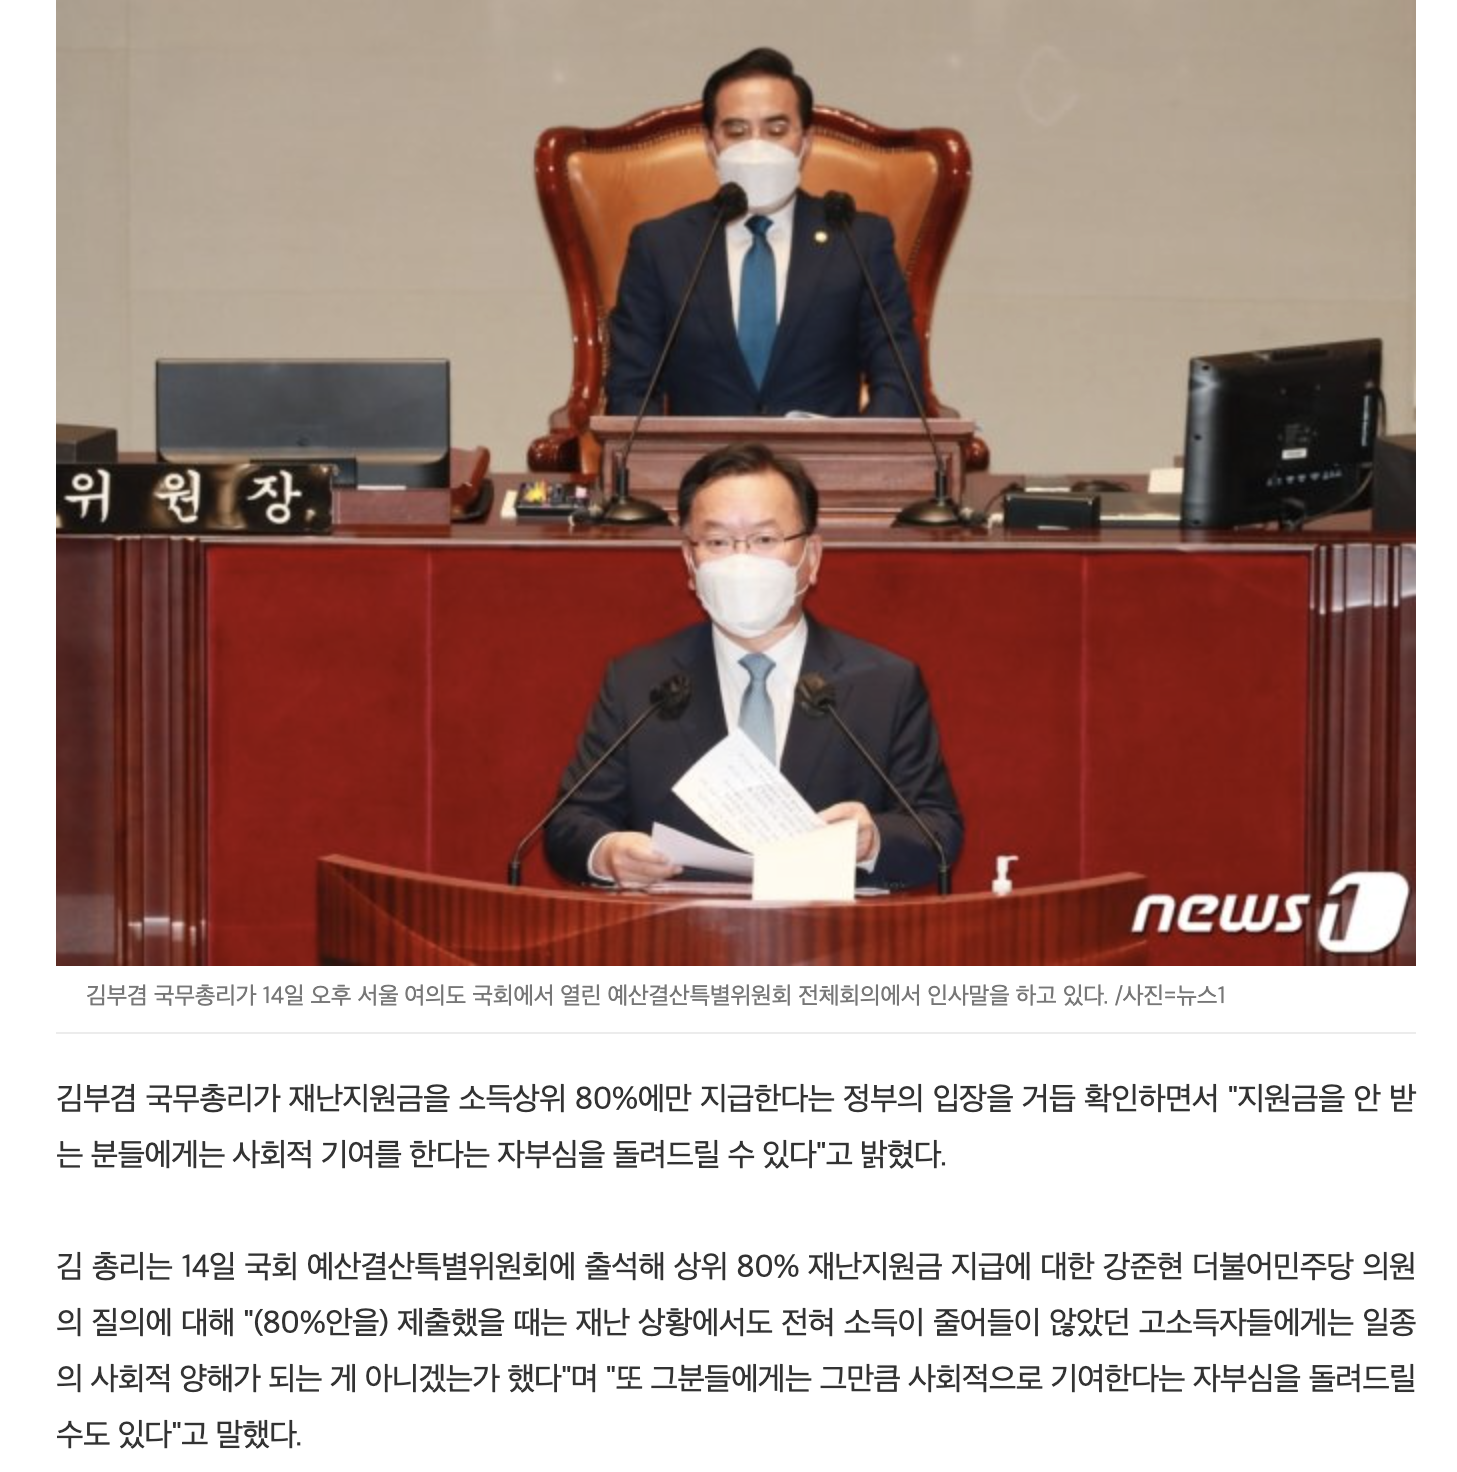 위 원 장
news1
김부겸 국무총리가 14일 오후 서울 여의도 국회에서 열린 예산결산특별위원회 전체회의에서 인사말을 하고 있다. /사진=뉴스1
김부겸 국무총리가 재난지원금을 소득상위 80%에만 지급한다는 정부의 입장을 거듭 확인하면서 "지원금을 안 받
는 분들에게는 사회적 기여를 한다는 자부심을 돌려드릴 수 있다"고 밝혔다.
김 총리는 14일 국회 예산결산특별위원회에 출석해 상위 80% 재난지원금 지급에 대한 강준현 더불어민주당 의원
의 질의에 대해 "(80%안을) 제출했을 때는 재난 상황에서도 전혀 소득이 줄어들이 않았던 고소득자들에게는 일종
의 사회적 양해가 되는 게 아니겠는가 했다"며 "또 그분들에게는 그만큼 사회적으로 기여한다는 자부심을 돌려드릴
수도 있다"고 말했다.